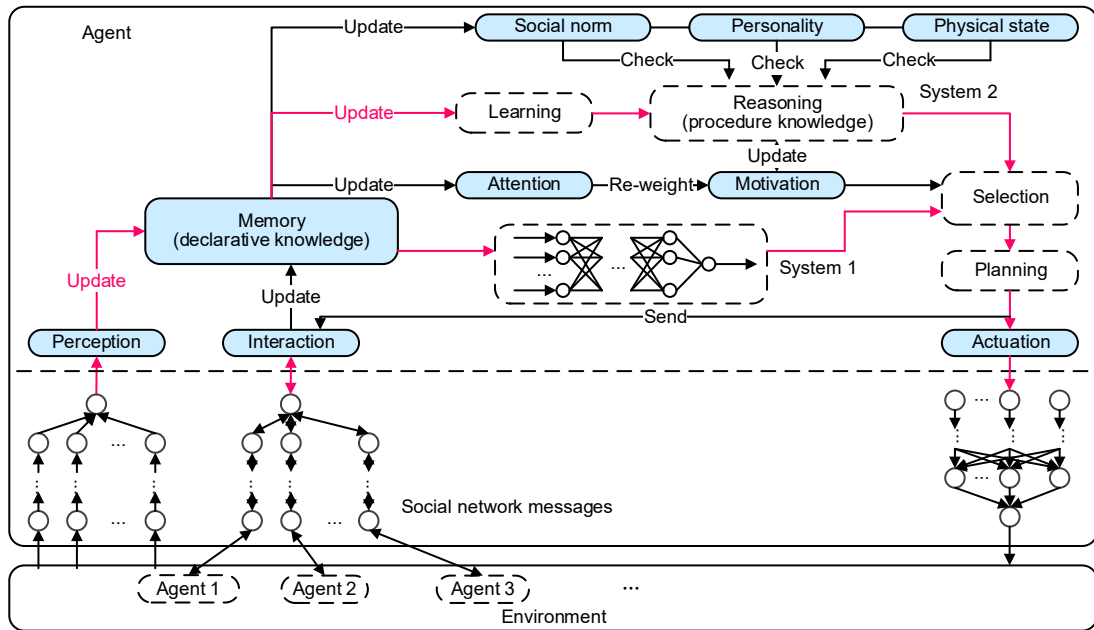 Agent
Update
Social norm
Personality
Physical state
Check
Check
Check
Update
Learning
Reasoning
(procedure knowledge)
System 2
Update
Update
Attention
Re-weight
Motivation
Selection
Memory
(declarative knowledge)
Update
...
...
System 1
Planning
Update
Send
Perception
Interaction
Actuation
...
...
...
...
...
...
...
...
...
...
...
...
...
...
Social network messages
...
...
Agent 1
Agent 2
Agent 3
...
Environment